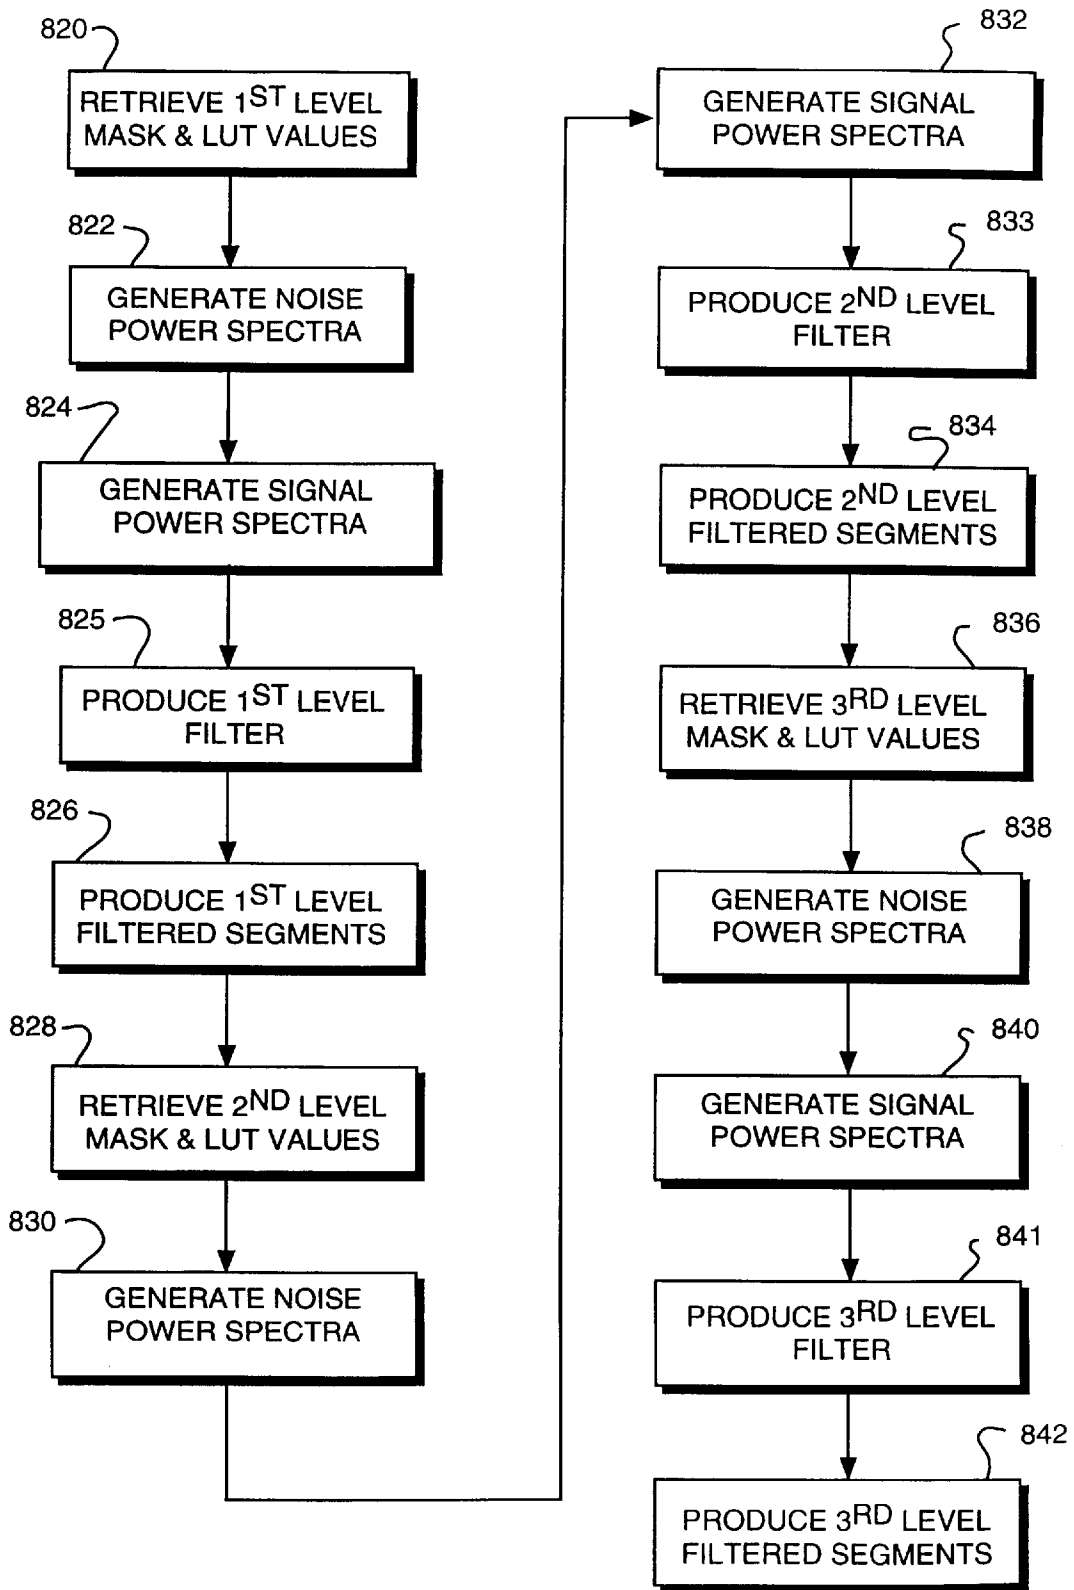 820
RETRIEVE 1ST LEVEL
MASK & LUT VALUES
822
GENERATE NOISE
POWER SPECTRA
824
GENERATE SIGNAL
POWER SPECTRA
825
PRODUCE 1ST LEVEL
FILTER
826
PRODUCE 1ST LEVEL
FILTERED SEGMENTS
828
RETRIEVE 2ND LEVEL
MASK & LUT VALUES
830
GENERATE NOISE
POWER SPECTRA
832
GENERATE SIGNAL
POWER SPECTRA
833
PRODUCE 2ND LEVEL
FILTER
834
PRODUCE 2ND LEVEL
FILTERED SEGMENTS
836
RETRIEVE 3RD LEVEL
MASK & LUT VALUES
838
GENERATE NOISE
POWER SPECTRA
840
GENERATE SIGNAL
POWER SPECTRA
841
PRODUCE 3RD LEVEL
FILTER
842
PRODUCE 3RD LEVEL
FILTERED SEGMENTS